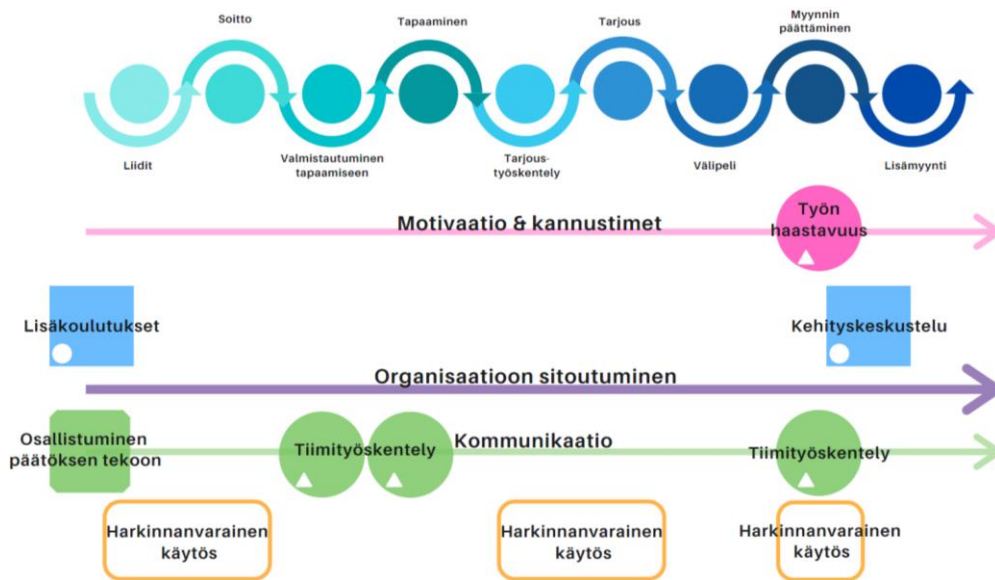 Soitto
Tapaaminen
Tarjous
Myynnin
päättäminen
Liidit
Valmistautuminen
tapaamiseen
Tarjous-
työskentely
Välipeli
Lisämyynti
Motivaatio & kannustimet
Työn
haastavuus
Lisäkoulutukset
Kehityskeskustelu
Organisaatioon sitoutuminen
Osallistuminen
päätöksen tekoon
Tiimityöskentely
Kommunikaatio
Tiimityöskentely
Harkinnanvarainen
käytös
Harkinnanvarainen
käytös
Harkinnanvarainen
käytös